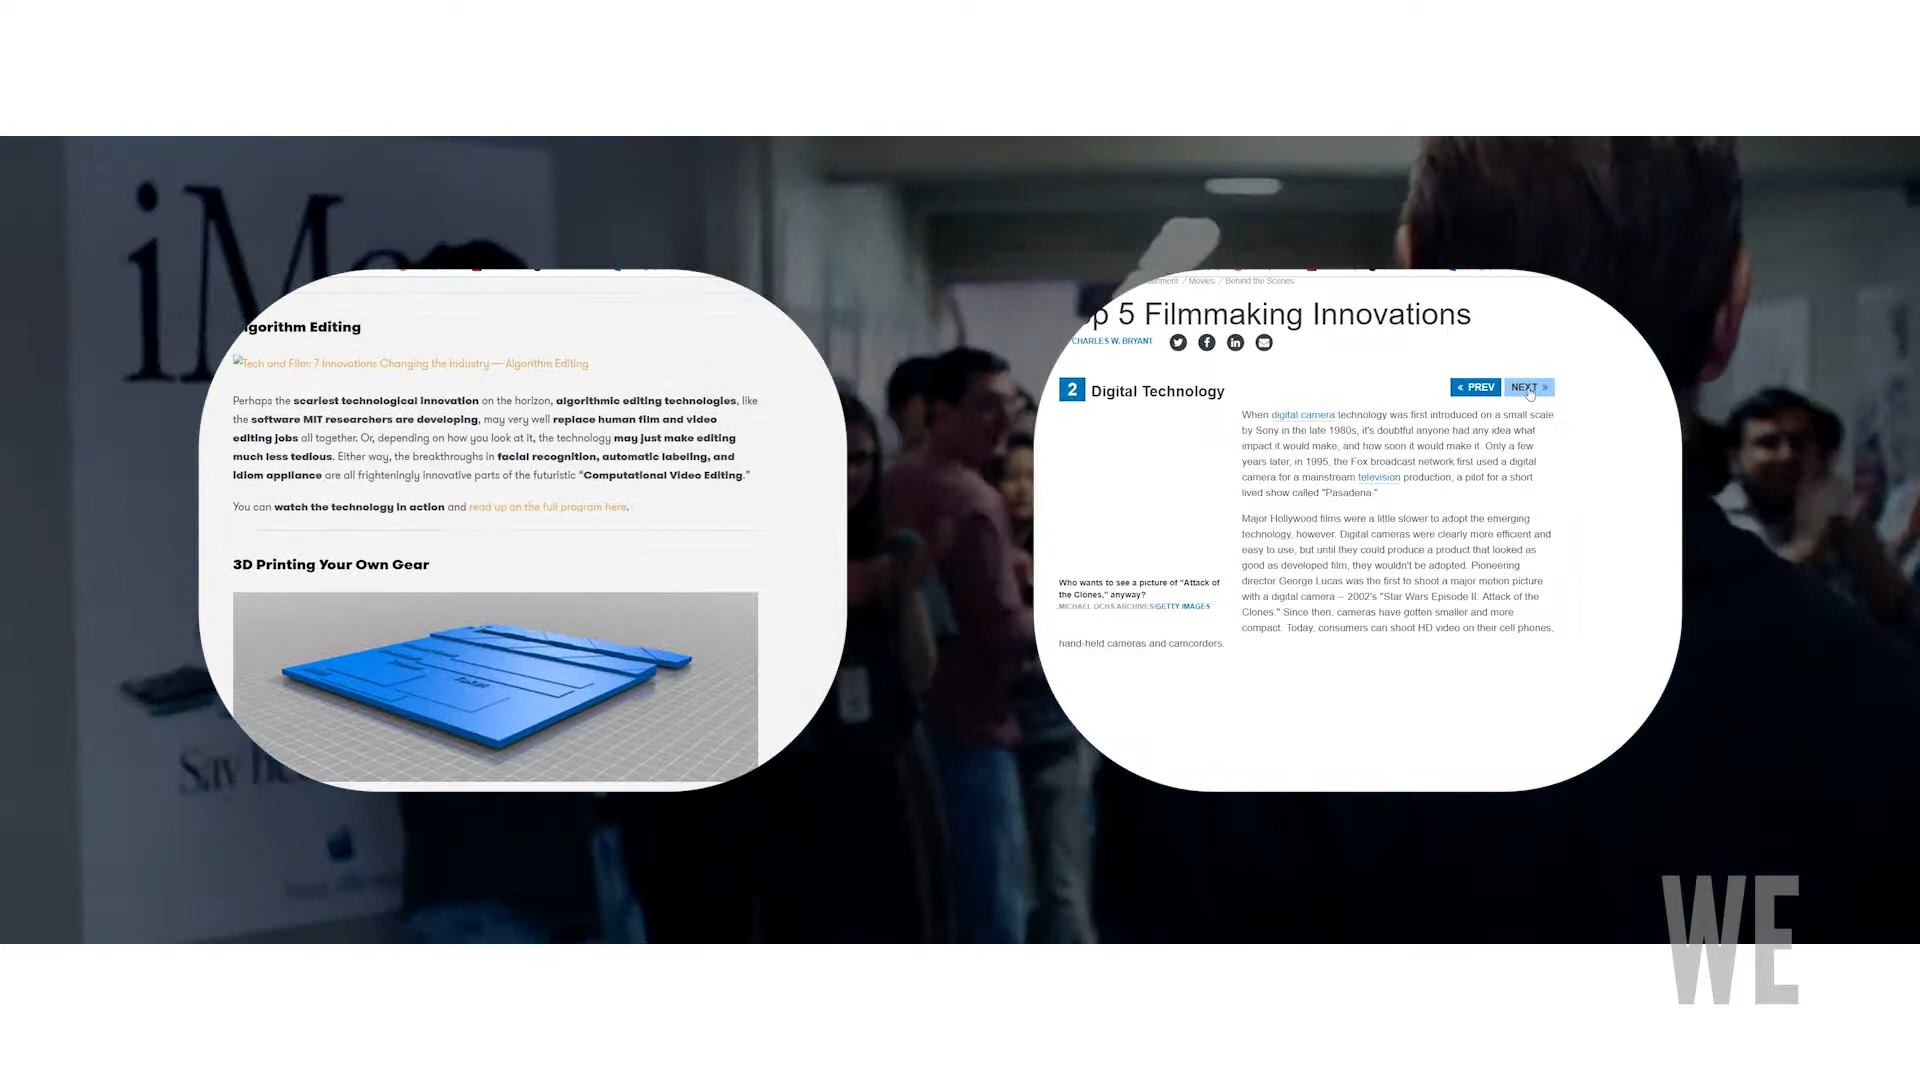 iM
Algorithm Editing
Tech and Film: 7 Innovations Changing the Industry — Algorithm Editing
Perhaps the scariest technological innovation on the horizon, algorithmic editing technologies, like
the software MIT researchers are developing, may very well replace human film and video
editing jobs all together. Or, depending on how you look at it, the technology may just make editing
much less tedious. Either way, the breakthroughs in facial recognition, automatic labeling, and
idiom appliance are all frighteningly innovative parts of the futuristic “Computational Video Editing.”
You can watch the technology in action and read up on the full program here.
3D Printing Your Own Gear
Say
/ Movies / Behind the Scenes
p 5 Filmmaking Innovations
CHARLES W. BRYANT
2 Digital Technology
« PREV NEXT »
When digital camera technology was first introduced on a small scale
by Sony in the late 1980s, it's doubtful anyone had any idea what
impact it would make, and how soon it would make it. Only a few
years later, in 1995, the Fox broadcast network first used a digital
camera for a mainstream television production, a pilot for a short
lived show called "Pasadena."
Major Hollywood films were a little slower to adopt the emerging
technology, however. Digital cameras were clearly more efficient and
easy to use, but until they could produce a product that looked as
good as developed film, they wouldn't be adopted. Pioneering
director George Lucas was the first to shoot a major motion picture
with a digital camera – 2002's "Star Wars Episode II: Attack of the
Clones." Since then, cameras have gotten smaller and more
compact. Today, consumers can shoot HD video on their cell phones,
Who wants to see a picture of "Attack of
the Clones," anyway?
MICHAEL OCHS ARCHIVES/GETTY IMAGES
hand-held cameras and camcorders.
WE